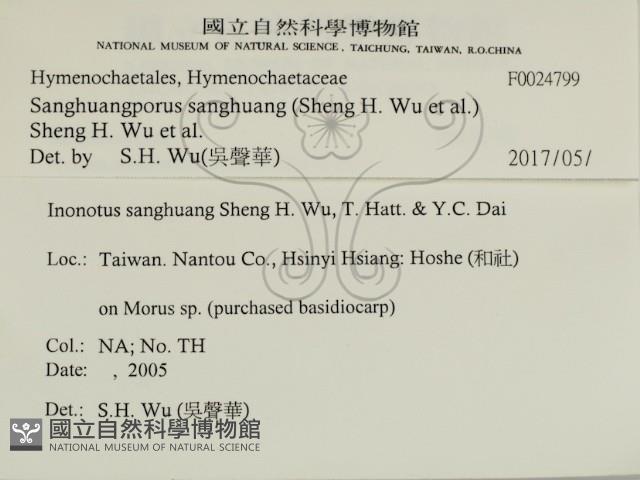 國立自然科學博物館
NATIONAL MUSEUM OF NATURAL SCIENCE, TAICHUNG, TAIWAN, R.O.CHINA
Hymenochaetales, Hymenochaetaceae F0024799
Sanghuangporus sanghuang (Sheng H. Wu et al.)
Sheng H. Wu et al.
Det. by S.H. Wu(吳聲華) 2017/05/
Inonotus sanghuang Sheng H. Wu, T. Hatt. & Y.C. Dai
Loc.: Taiwan. Nantou Co., Hsinyi Hsiang: Hoshe (和社)
on Morus sp. (purchased basidiocarp)
Col.: NA; No. TH
Date: , 2005
Det.: S.H. Wu (吳聲華)
國立自然科學博物館
NATIONAL MUSEUM OF NATURAL SCIENCE